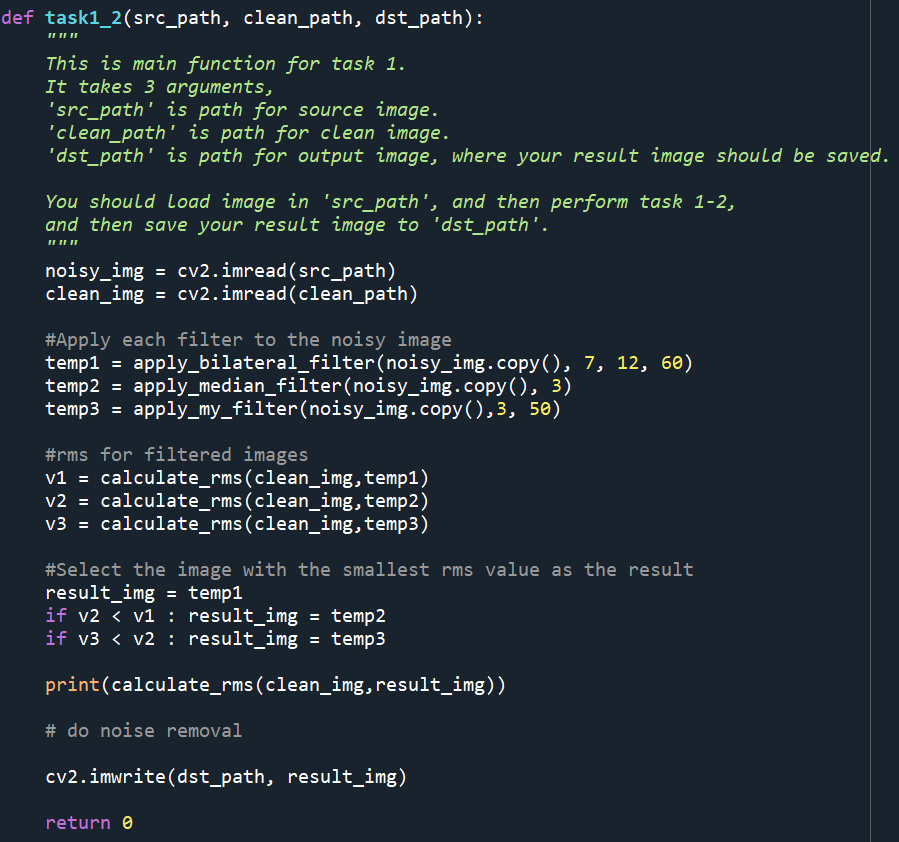 def task1_2(src_path, clean_path, dst_path):
    """
    This is main function for task 1.
    It takes 3 arguments,
    'src_path' is path for source image.
    'clean_path' is path for clean image.
    'dst_path' is path for output image, where your result image should be saved.

    You should load image in 'src_path', and then perform task 1-2,
    and then save your result image to 'dst_path'.
    """
    noisy_img = cv2.imread(src_path)
    clean_img = cv2.imread(clean_path)

    #Apply each filter to the noisy image
    temp1 = apply_bilateral_filter(noisy_img.copy(), 7, 12, 60)
    temp2 = apply_median_filter(noisy_img.copy(), 3)
    temp3 = apply_my_filter(noisy_img.copy(),3, 50)

    #rms for filtered images
    v1 = calculate_rms(clean_img,temp1)
    v2 = calculate_rms(clean_img,temp2)
    v3 = calculate_rms(clean_img,temp3)

    #Select the image with the smallest rms value as the result
    result_img = temp1
    if v2 < v1 : result_img = temp2
    if v3 < v2 : result_img = temp3

    print(calculate_rms(clean_img,result_img))

    # do noise removal

    cv2.imwrite(dst_path, result_img)

    return 0